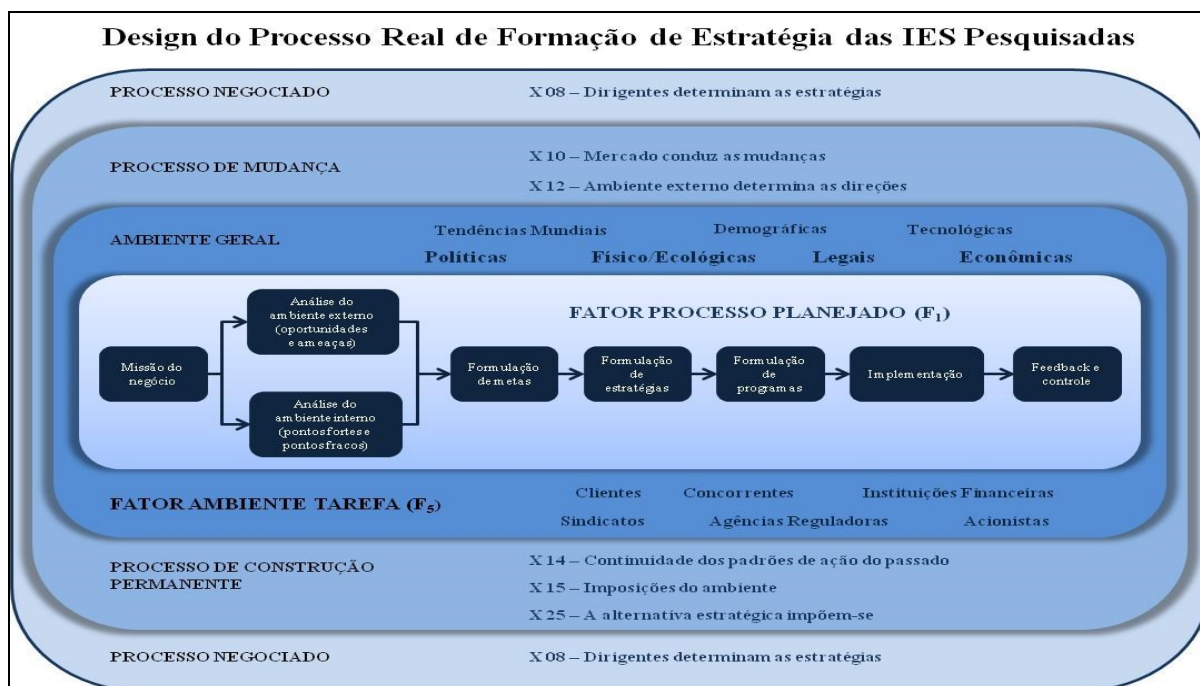 Design do Processo Real de Formação de Estratégia das IES Pesquisadas
PROCESSO NEGOCIADO
X 08 – Dirigentes determinam as estratégias
PROCESSO DE MUDANÇA
X 10 – Mercado conduz as mudanças
X 12 – Ambiente externo determina as direções
AMBIENTE GERAL
Tendências Mundiais Demográficas Tecnológicas
Políticas Físico/Ecológicas Legais Econômicas
FATOR PROCESSO PLANEJADO (F1)
Missão do
negócio
Análise do
ambiente externo
(oportunidades
e ameaças)
Análise do
ambiente interno
(pontos fortes e
pontos fracos)
Formulação
de metas
Formulação
de
estratégias
Formulação
de
programas
Implementação
Feedback e
controle
FATOR AMBIENTE TAREFA (F5)
Clientes Concorrentes Instituições Financeiras
Sindicatos Agências Reguladoras Acionistas
PROCESSO DE CONSTRUÇÃO
PERMANENTE
X 14 – Continuidade dos padrões de ação do passado
X 15 – Imposições do ambiente
X 25 – A alternativa estratégica impõem-se
PROCESSO NEGOCIADO
X 08 – Dirigentes determinam as estratégias